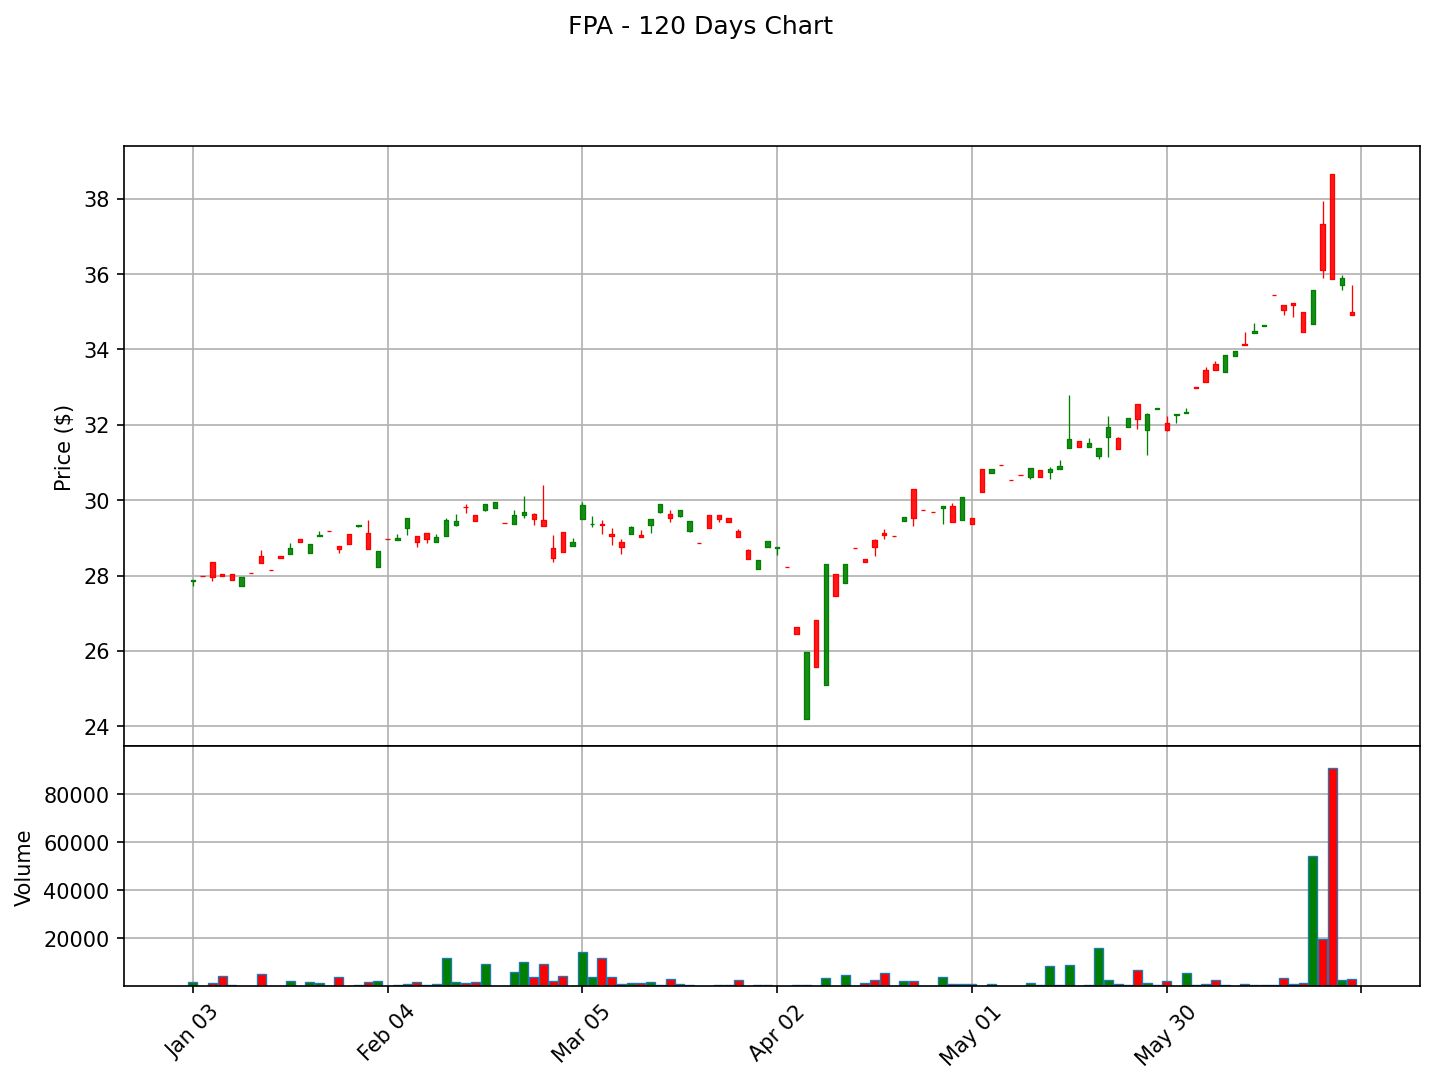 FPA - 120 Days Chart
Price ($)
38
36
34
32
30
28
26
24
Volume
80000
60000
40000
20000
Jan 03
Feb 04
Mar 05
Apr 02
May 01
May 30